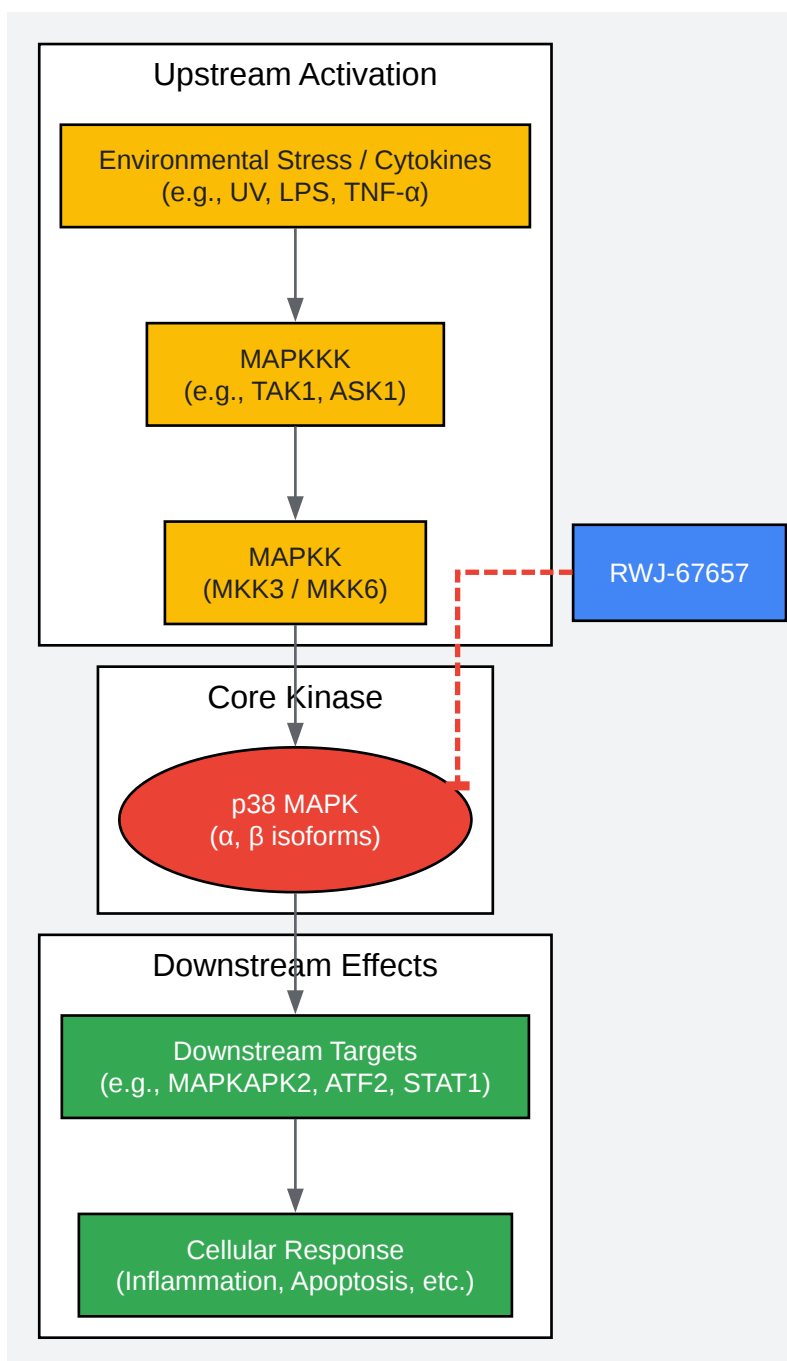 Upstream Activation
Environmental Stress / Cytokines
(e.g., UV, LPS, TNF-α)
MAPKKK
(e.g., TAK1, ASK1)
MAPKK
(MKK3 / MKK6)
RWJ-67657
Core Kinase
p38 MAPK
(α, β isoforms)
Downstream Effects
Downstream Targets
(e.g., MAPKAPK2, ATF2, STAT1)
Cellular Response
(Inflammation, Apoptosis, etc.)